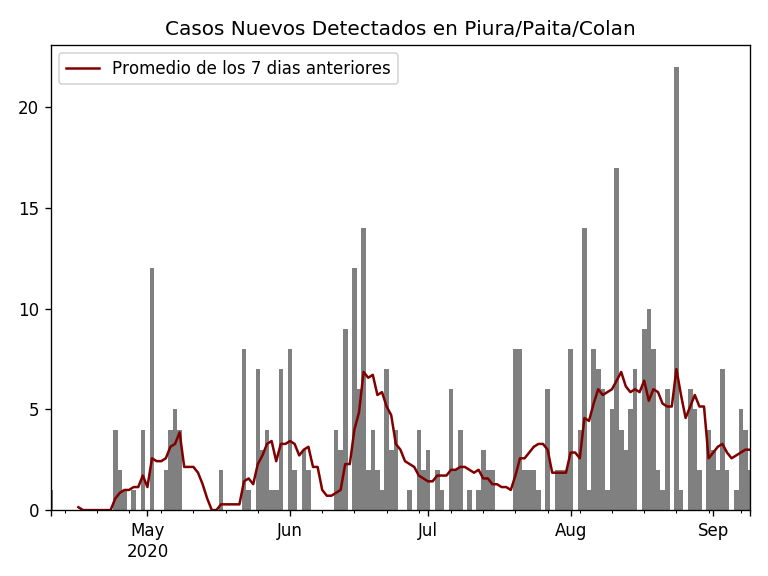 Casos Nuevos Detectados en Piura/Paita/Colan
Promedio de los 7 dias anteriores
20
15
10
5
0
May Jun Jul Aug Sep
2020